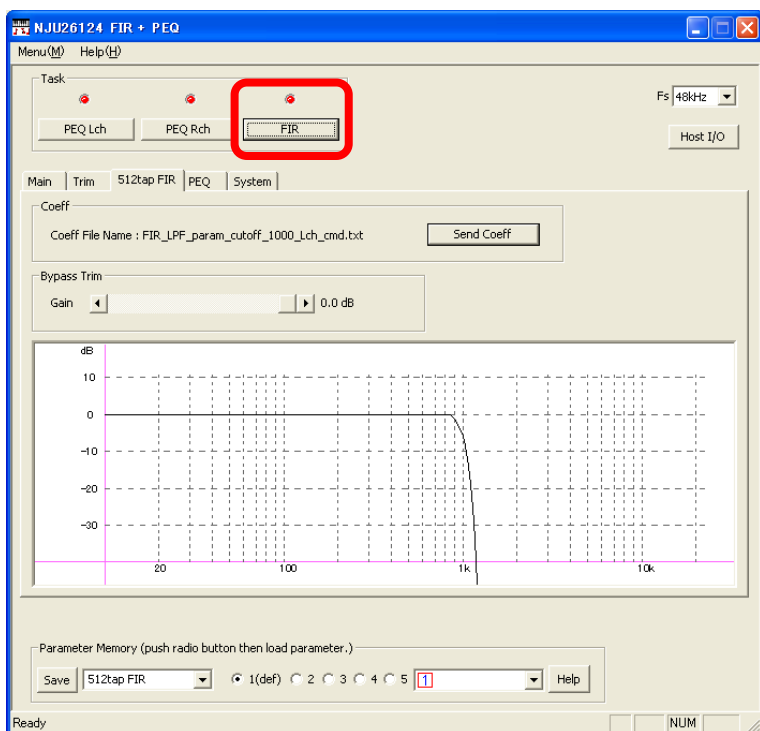 NJU26124 FIR + PEQ
Menu(M) Help(H)
Task
Fs 48kHz
PEQ Lch PEQ Rch FIR
Host I/O
Main Trim 512tap FIR PEQ System
Coeff
Coeff File Name : FIR_LPF_param_cutoff_1000_Lch_cmd.txt Send Coeff
Bypass Trim
Gain 0.0 dB
dB
10
0
-10
-20
-30
20 100 1k 10k
Parameter Memory (push radio button then load parameter.)
Save 512tap FIR 1(def) 2 3 4 5 1 Help
Ready NUM